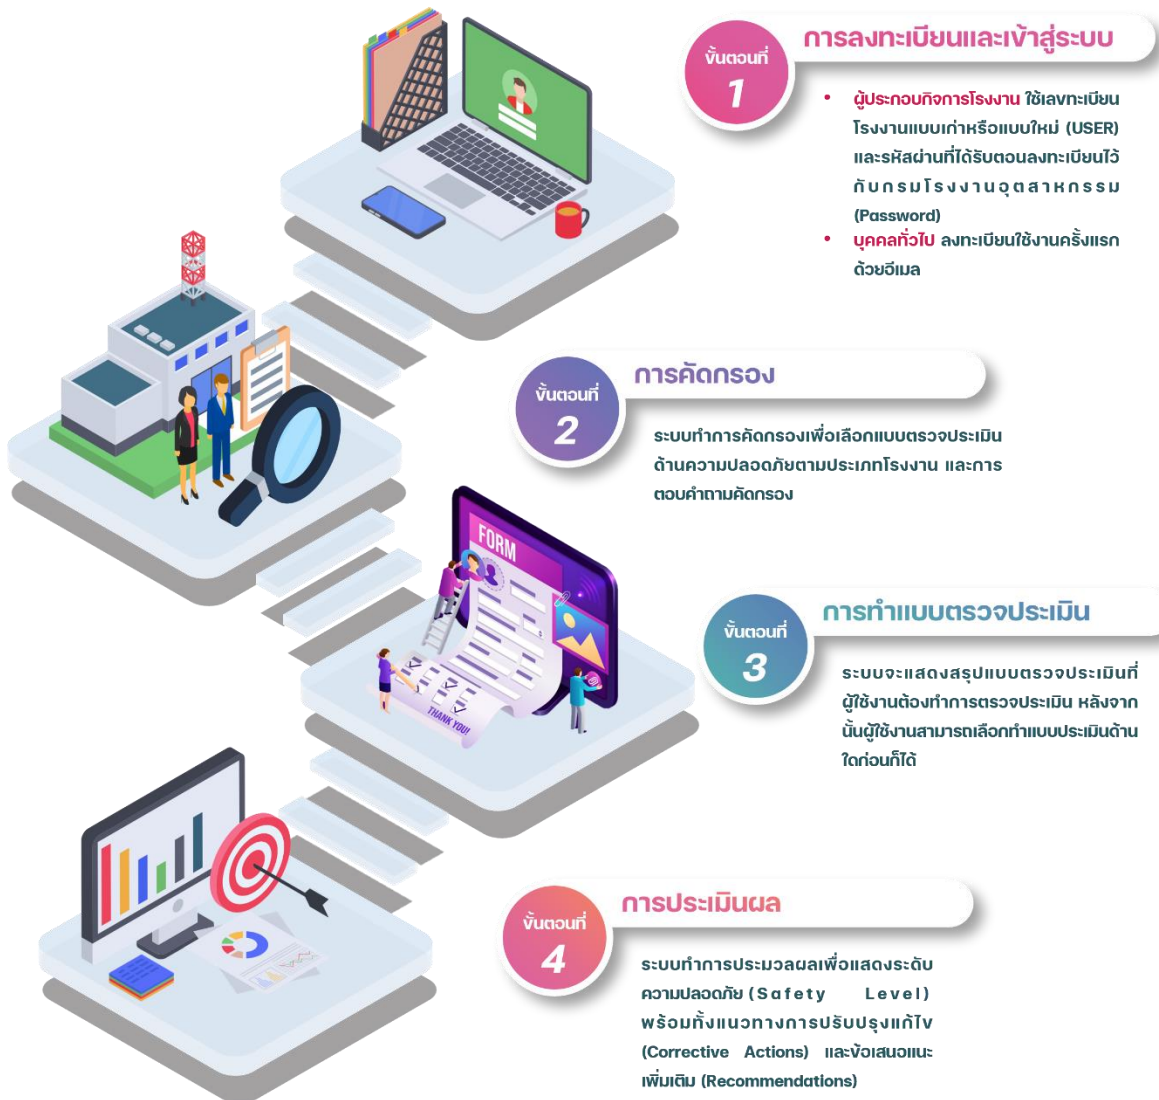 ขั้นตอนที่
1
การลงทะเบียนและเข้าสู่ระบบ
• ผู้ประกอบกิจการโรงงาน ใช้เลขทะเบียน
โรงงานแบบเก่าหรือแบบใหม่ (USER)
และรหัสผ่านที่ได้รับตอนลงทะเบียนไว้
กับกรมโรงงานอุตสาหกรรม
(Password)
• บุคคลทั่วไป ลงทะเบียนใช้งานครั้งแรก
ด้วยอีเมล
ขั้นตอนที่
2
การคัดกรอง
ระบบทำการคัดกรองเพื่อเลือกแบบตรวจประเมิน
ด้านความปลอดภัยตามประเภทโรงงาน และการ
ตอบคำถามคัดกรอง
FORM
THANK YOU!
ขั้นตอนที่
3
การทำแบบตรวจประเมิน
ระบบจะแสดงสรุปแบบตรวจประเมินที่
ผู้ใช้งานต้องทำการตรวจประเมิน หลังจาก
นั้นผู้ใช้งานสามารถเลือกทำแบบประเมินด้าน
ใดก่อนก็ได้
ขั้นตอนที่
4
การประเมินผล
ระบบทำการประมวลผลเพื่อแสดงระดับ
ความปลอดภัย (Safety Level)
พร้อมทั้งแนวทางการปรับปรุงแก้ไข
(Corrective Actions) และข้อเสนอแนะ
เพิ่มเติม (Recommendations)